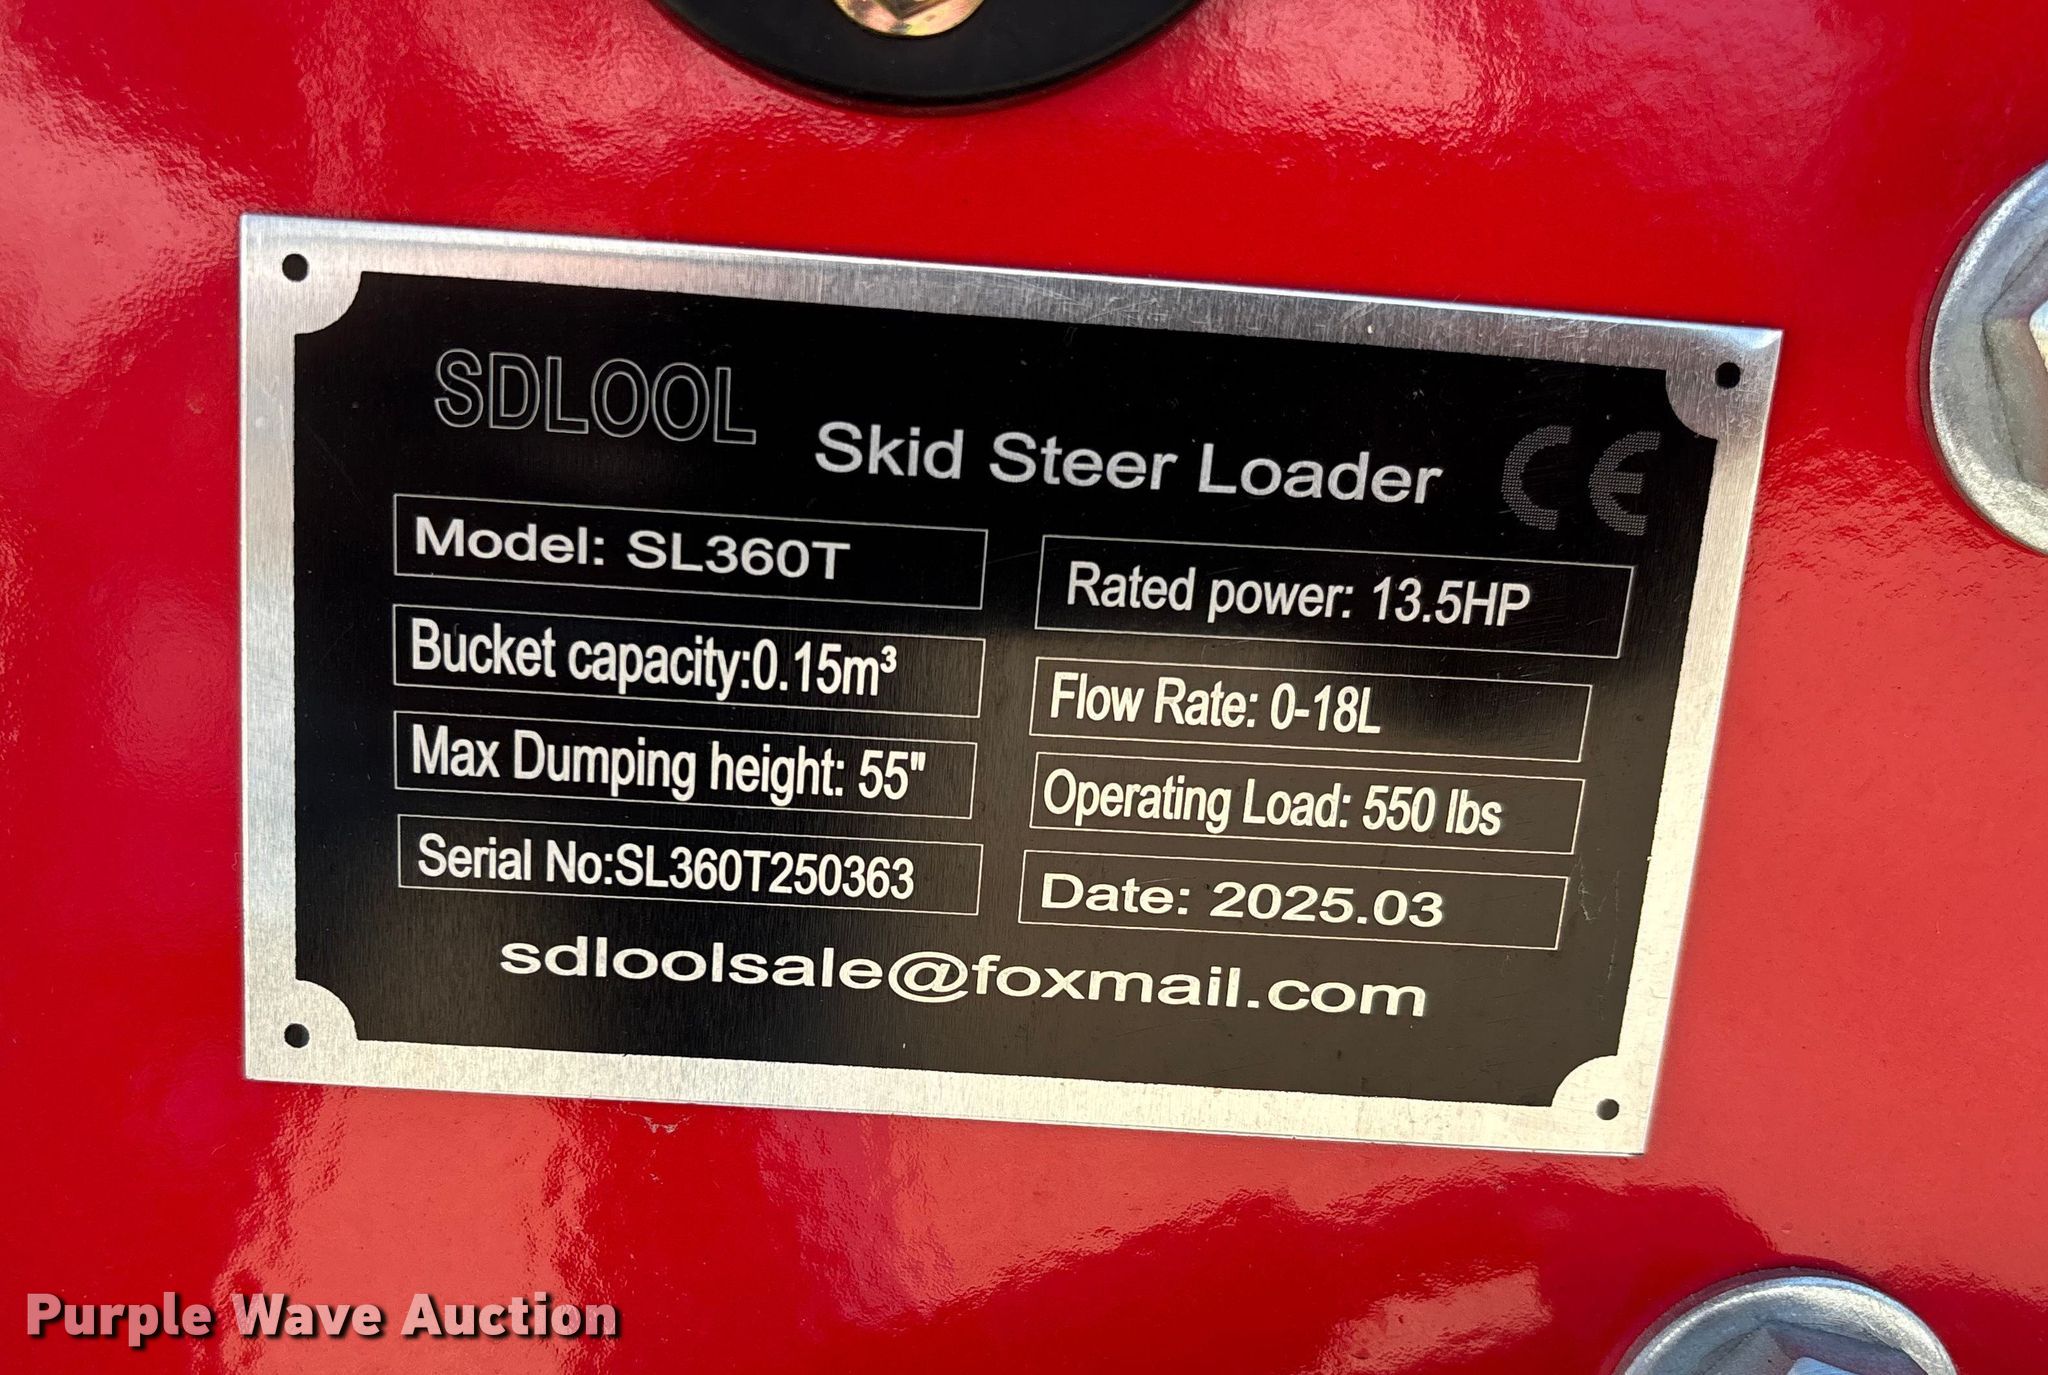 SDLOOL
Skid Steer Loader
CE
Model: SL360T
Rated power: 13.5HP
Bucket capacity:0.15m³
Flow Rate: 0-18L
Max Dumping height: 55"
Operating Load: 550 lbs
Serial No:SL360T250363
Date: 2025.03
sdloolsale@foxmail.com
Purple Wave Auction